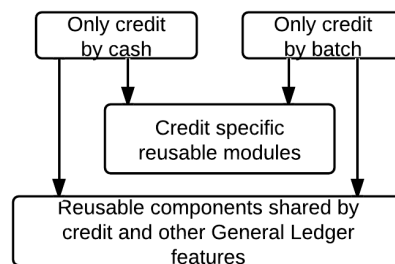 Only credit
by cash
Only credit
by batch
Credit specific
reusable modules
Reusable components shared by
credit and other General Ledger
features